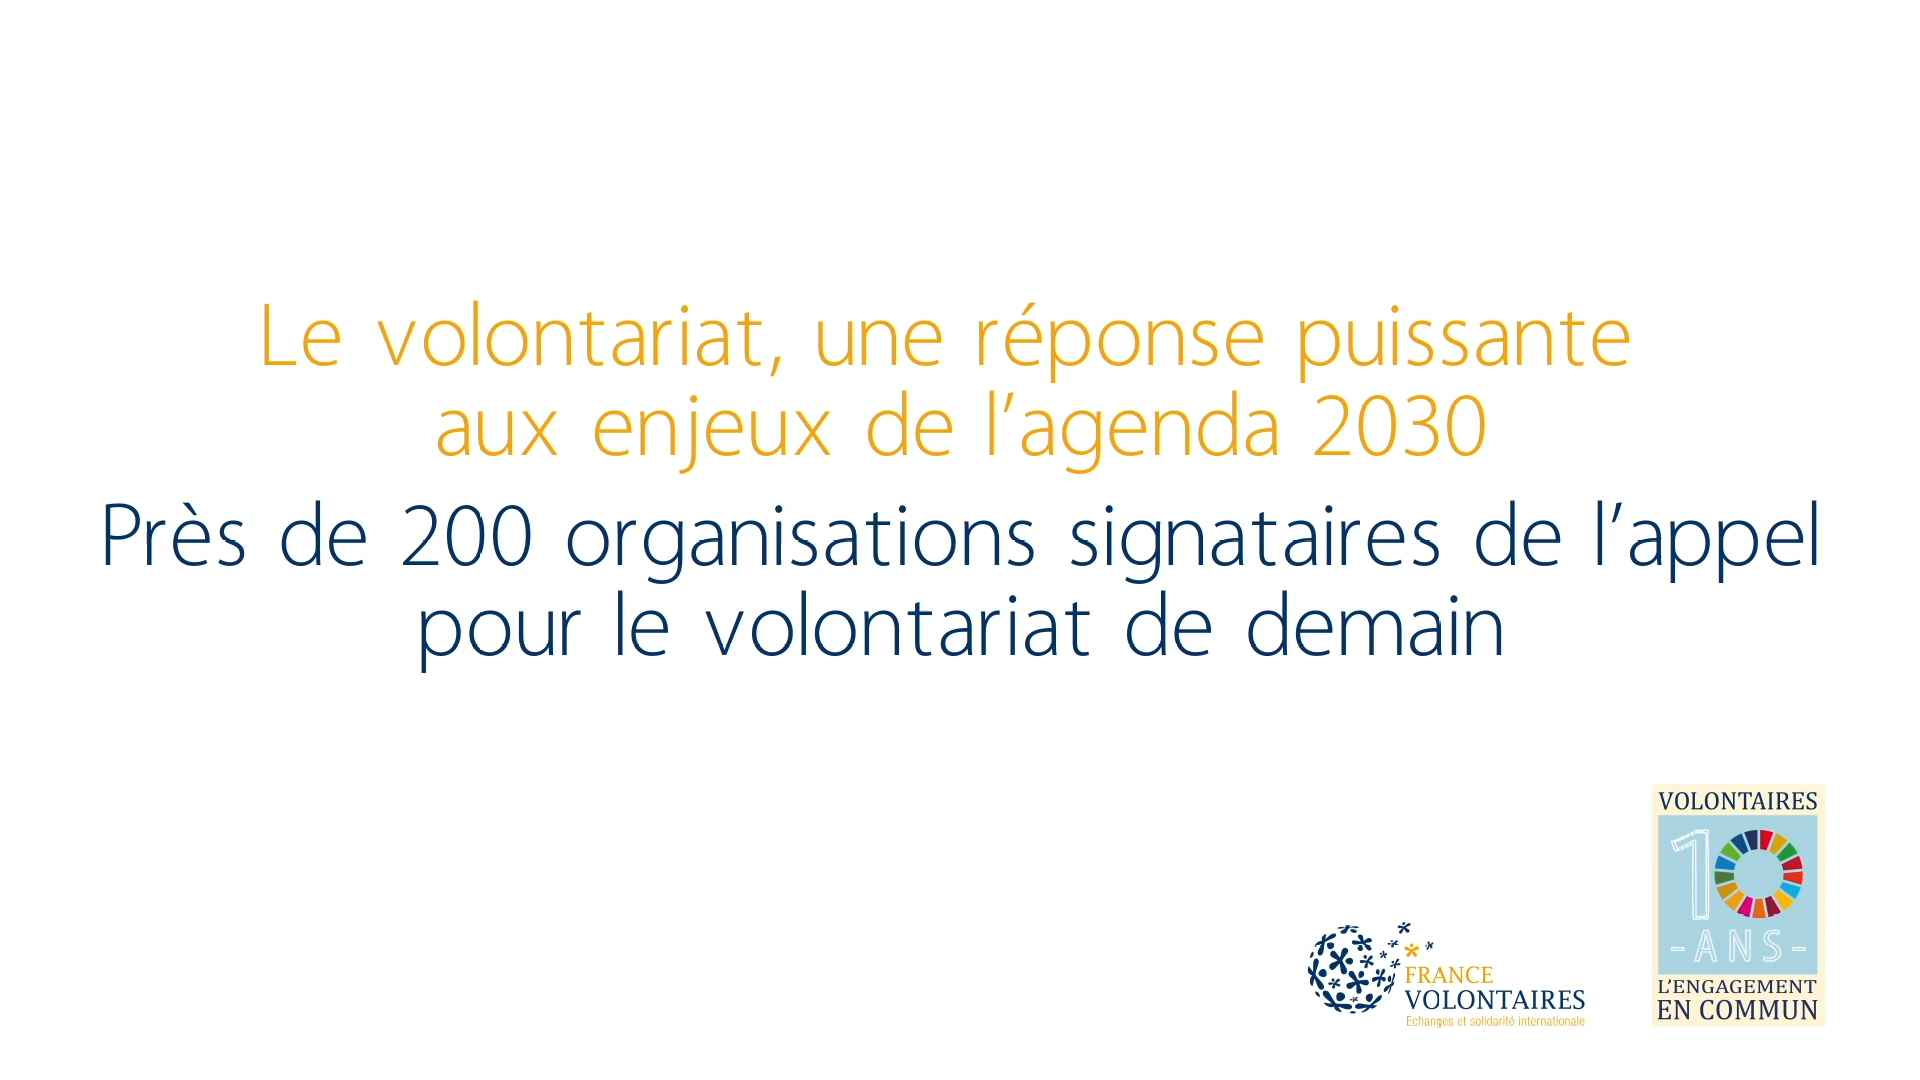 Le volontariat, une réponse puissante
aux enjeux de l’agenda 2030
Près de 200 organisations signataires de l’appel
pour le volontariat de demain
VOLONTAIRES
10
- ANS -
L’ENGAGEMENT
EN COMMUN
FRANCE
VOLONTAIRES
Echanges et solidarité internationale